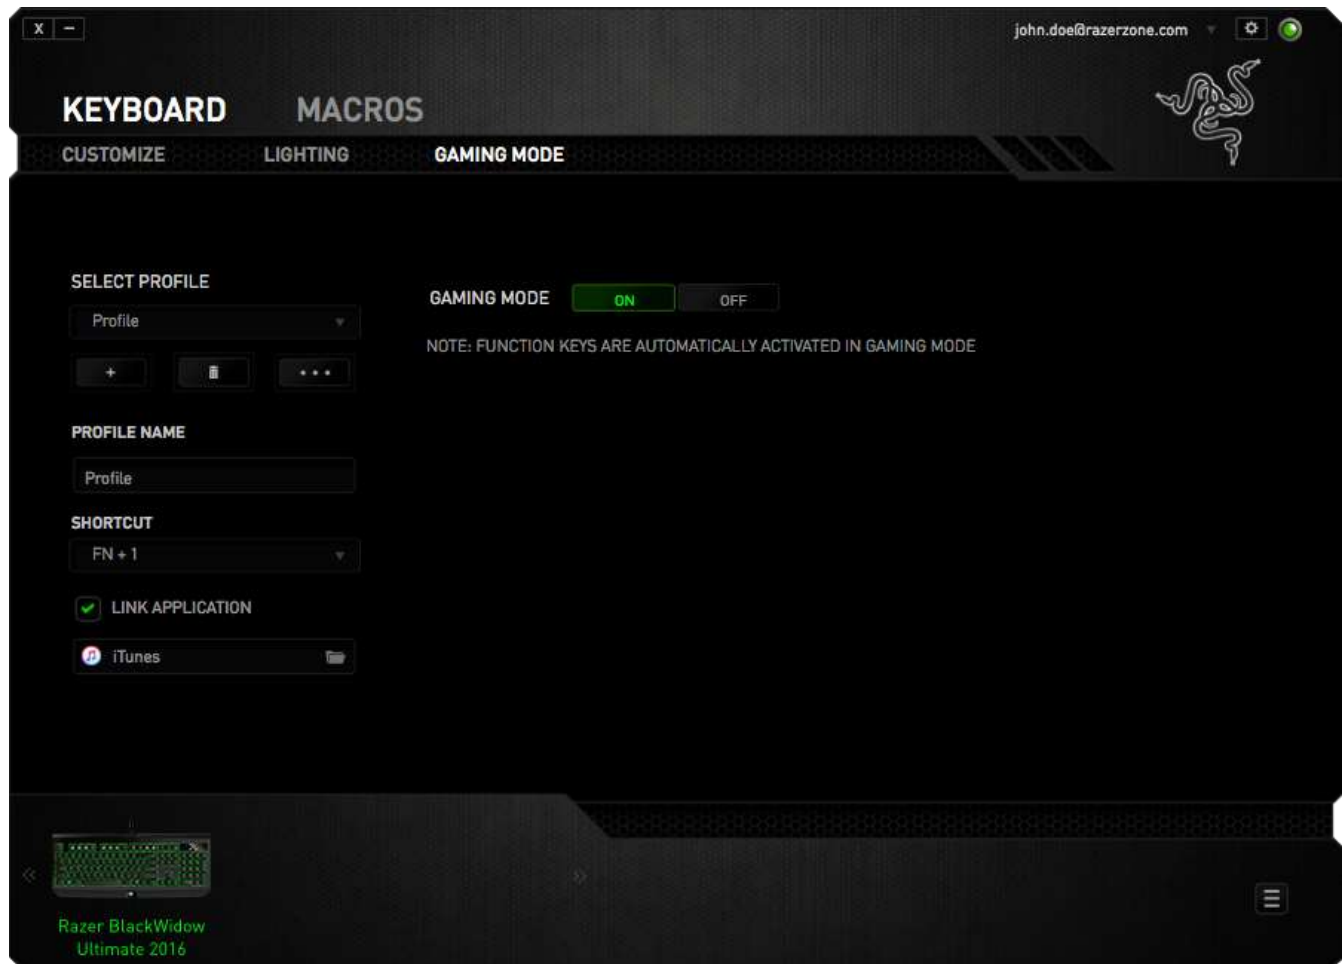 X −
john.doe@razerzone.com
KEYBOARD MACROS
CUSTOMIZE LIGHTING GAMING MODE
SELECT PROFILE
Profile
+ • • •
PROFILE NAME
Profile
SHORTCUT
FN + 1
LINK APPLICATION
iTunes
GAMING MODE ON OFF
NOTE: FUNCTION KEYS ARE AUTOMATICALLY ACTIVATED IN GAMING MODE
Razer BlackWidow
Ultimate 2016